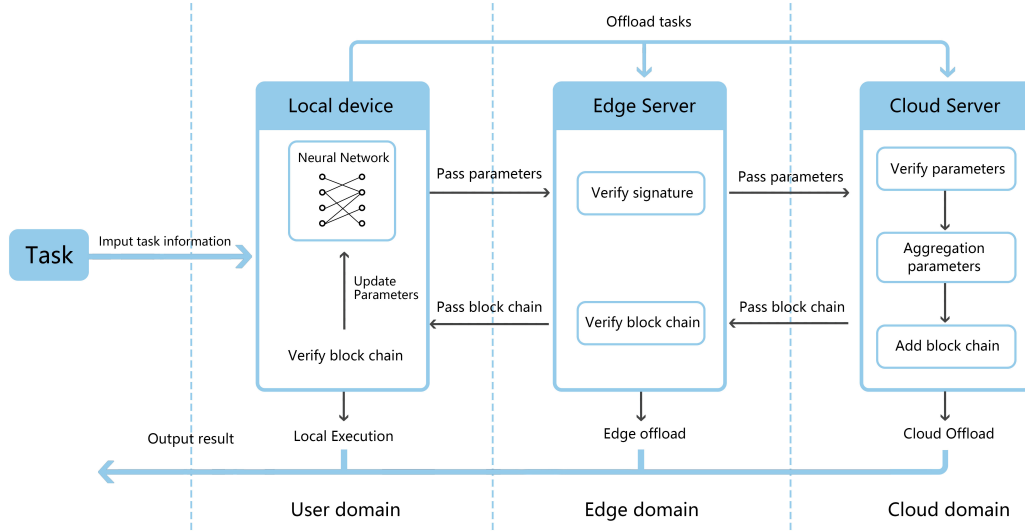 Offload tasks
Local device
Edge Server
Cloud Server
Neural Network
Pass parameters
Verify signature
Pass parameters
Verify parameters
Task
Imput task information
Aggregation
parameters
Update
Parameters
Pass block chain
Verify block chain
Pass block chain
Add block chain
Verify block chain
Output result
Local Execution
Edge offload
Cloud Offload
User domain
Edge domain
Cloud domain